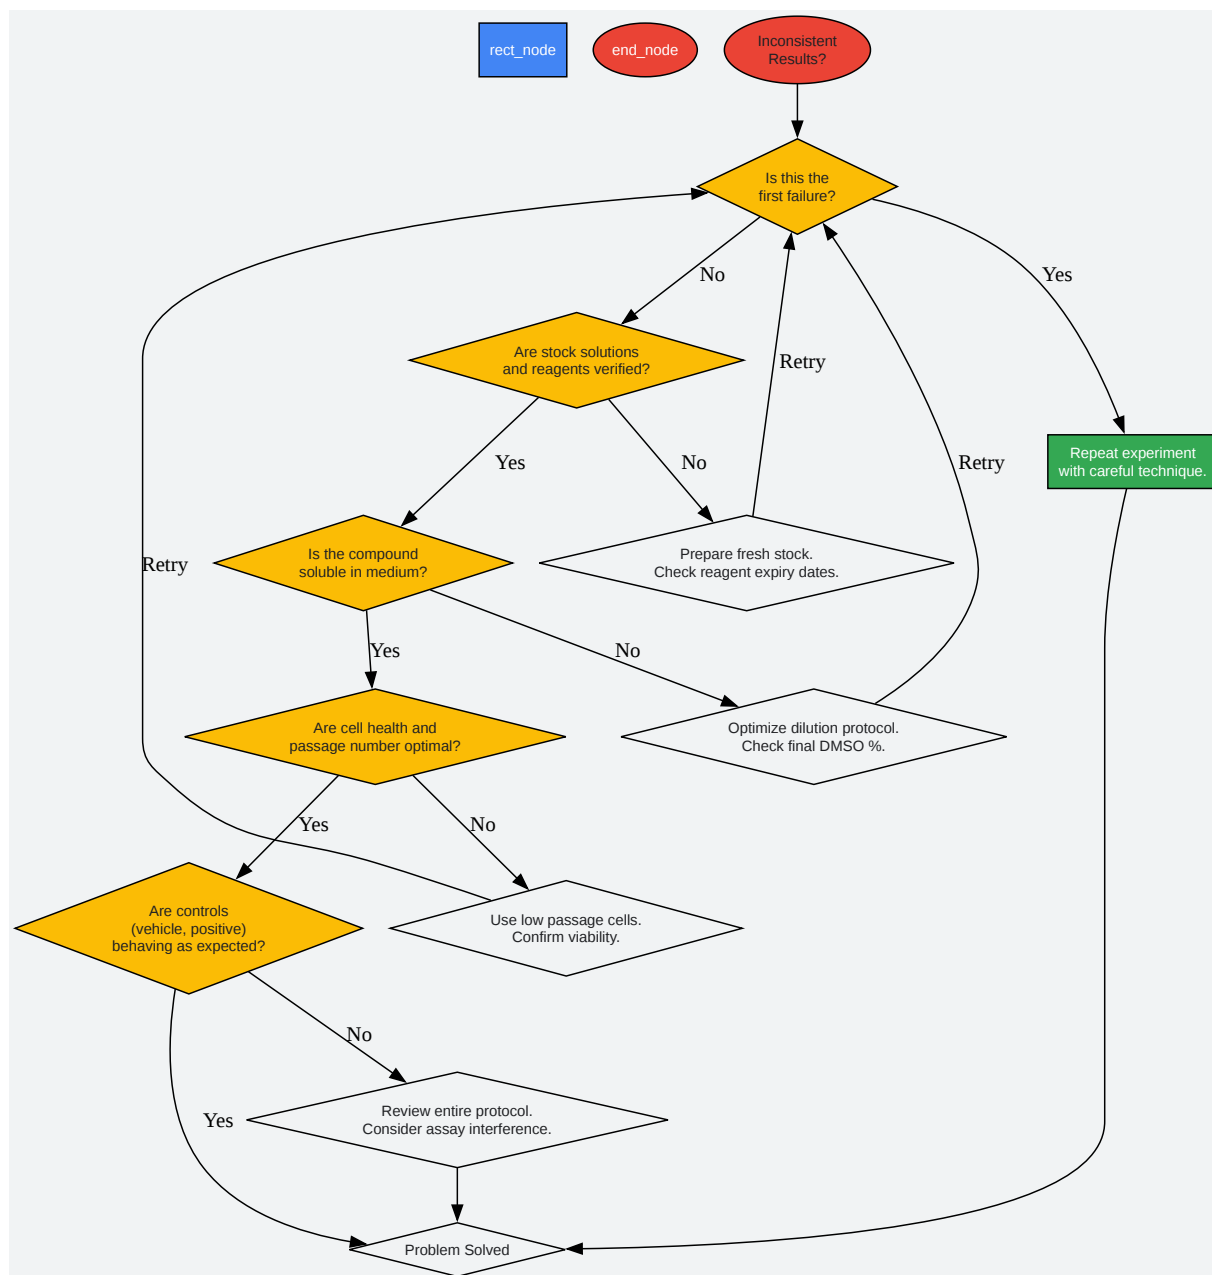 rect_node
end_node
Inconsistent
Results?
Is this the
first failure?
No
Yes
Are stock solutions
and reagents verified?
Retry
Yes
No
Retry
Repeat experiment
with careful technique.
Is the compound
soluble in medium?
Prepare fresh stock.
Check reagent expiry dates.
Retry
Yes
No
Are cell health and
passage number optimal?
Optimize dilution protocol.
Check final DMSO %.
Yes
No
Are controls
(vehicle, positive)
behaving as expected?
Use low passage cells.
Confirm viability.
No
Yes
Review entire protocol.
Consider assay interference.
Problem Solved